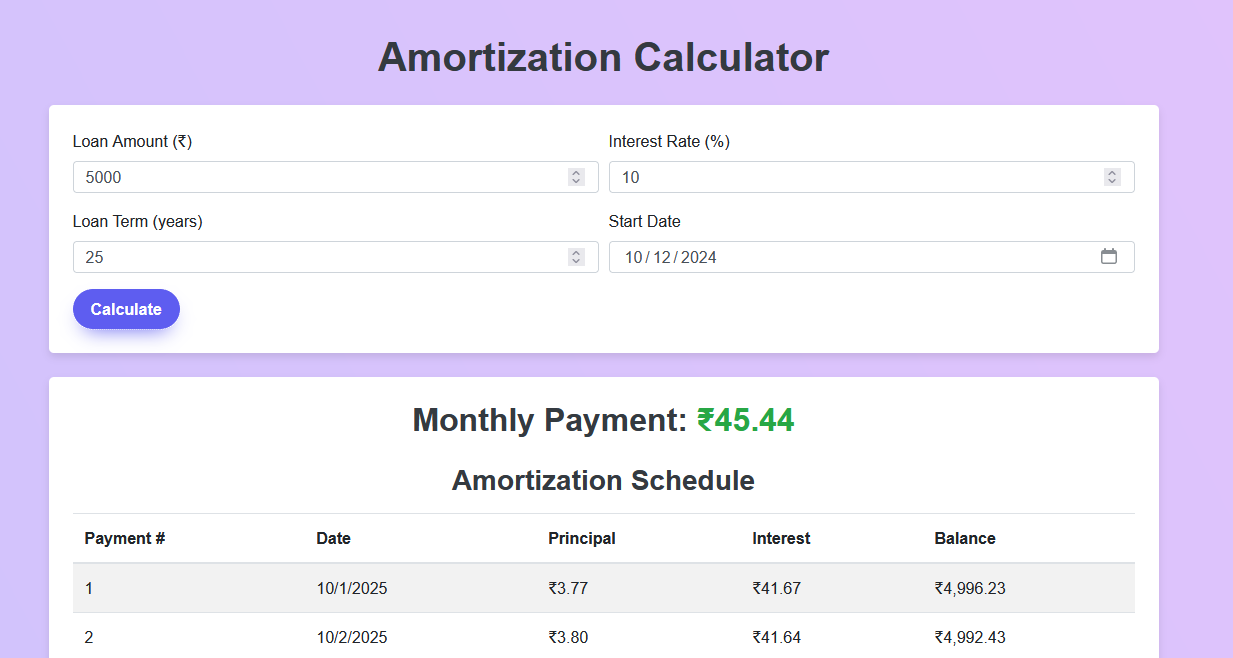 Amortization Calculator
Loan Amount (₹) Interest Rate (%)
5000 10
Loan Term (years) Start Date
25 10/12/2024
Calculate
Monthly Payment: ₹45.44
Amortization Schedule
Payment # Date Principal Interest Balance
1 10/1/2025 ₹3.77 ₹41.67 ₹4,996.23
2 10/2/2025 ₹3.80 ₹41.64 ₹4,992.43